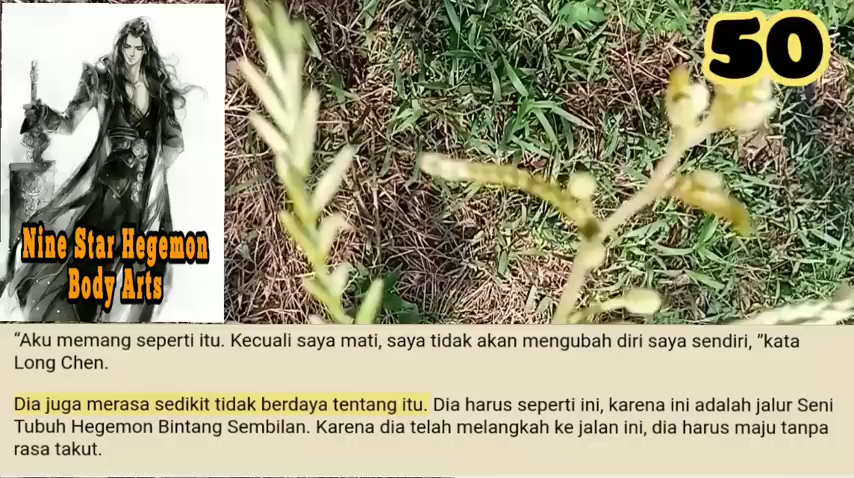 50
Nine Star Hegemon
Body Arts
“Aku memang seperti itu. Kecuali saya mati, saya tidak akan mengubah diri saya sendiri, ”kata
Long Chen.
Dia juga merasa sedikit tidak berdaya tentang itu. Dia harus seperti ini, karena ini adalah jalur Seni
Tubuh Hegemon Bintang Sembilan. Karena dia telah melangkah ke jalan ini, dia harus maju tanpa
rasa takut.